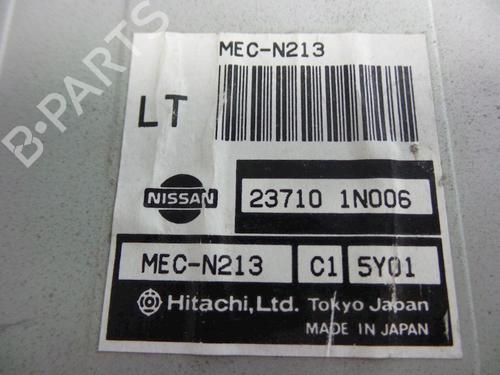 MEC-N213
LT
NISSAN
23710 1N006
MEC-N213 C1 5Y01
Hitachi, Ltd. Tokyo Japan
MADE IN JAPAN
B-PARTS